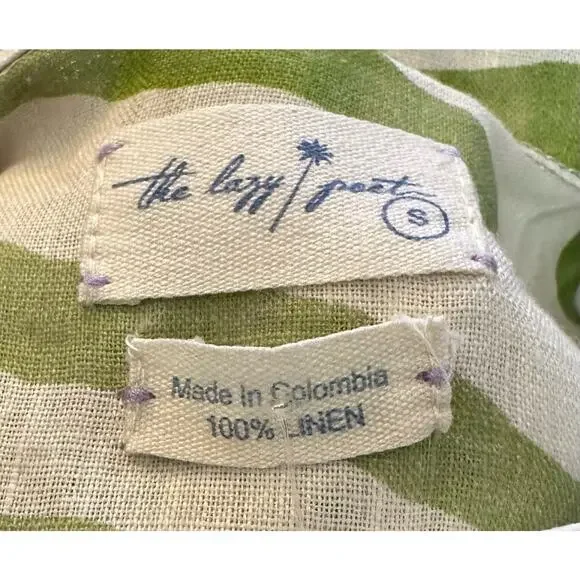 the lazy poet
S
Made In Colombia
100% LINEN